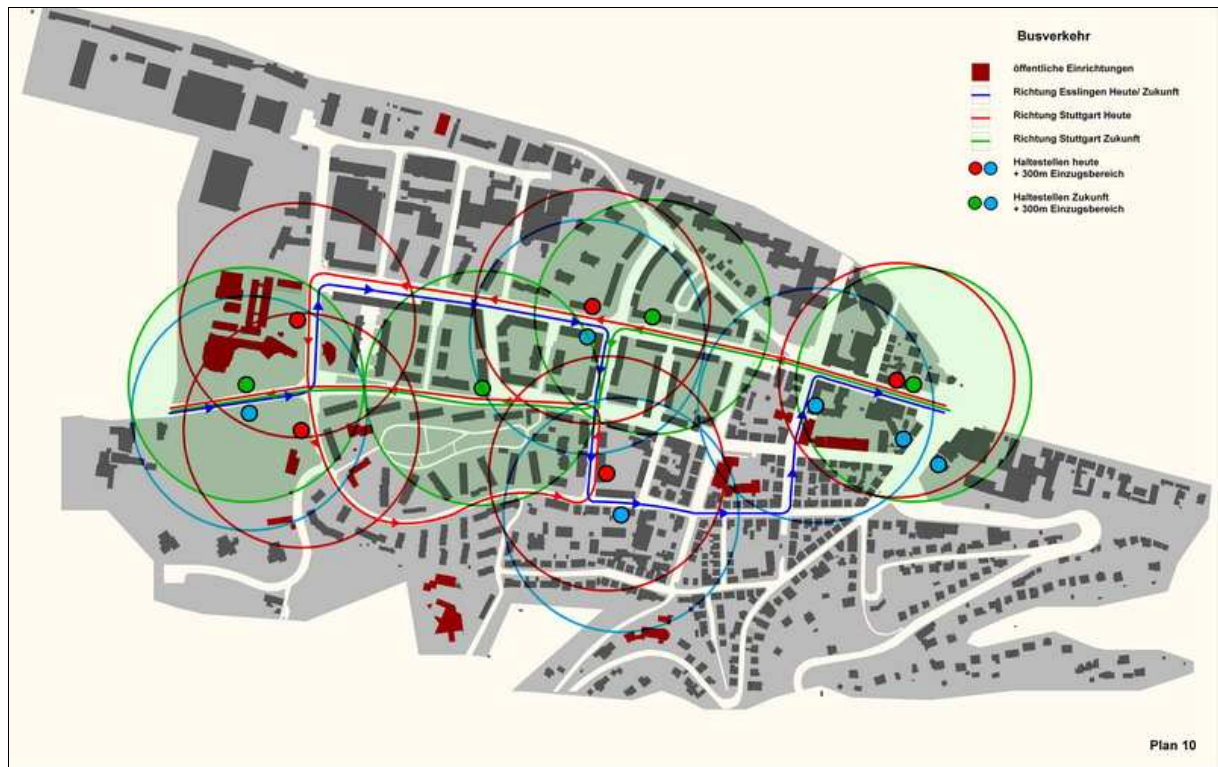 Busverkehr
öffentliche Einrichtungen
Richtung Esslingen Heute/ Zukunft
Richtung Stuttgart Heute
Richtung Stuttgart Zukunft
Haltestellen heute
+ 300m Einzugsbereich
Haltestellen Zukunft
+ 300m Einzugsbereich
Plan 10